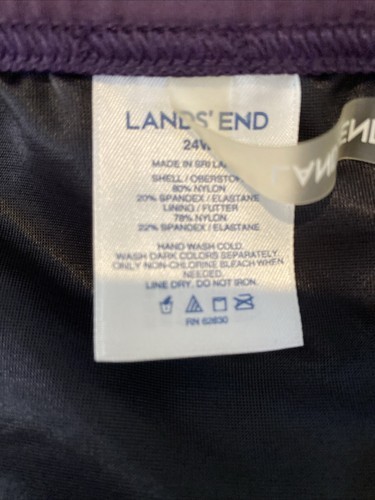 LANDS' END
24W
MADE IN SRI LA
SHELL / OBERSTOF
80% NYLON
20% SPANDEX / ELASTANE
LINING / FUTTER
78% NYLON
22% SPANDEX / ELASTANE
HAND WASH COLD.
WASH DARK COLORS SEPARATELY.
ONLY NON-CHLORINE BLEACH WHEN
NEEDED.
LINE DRY. DO NOT IRON.
RN 62830